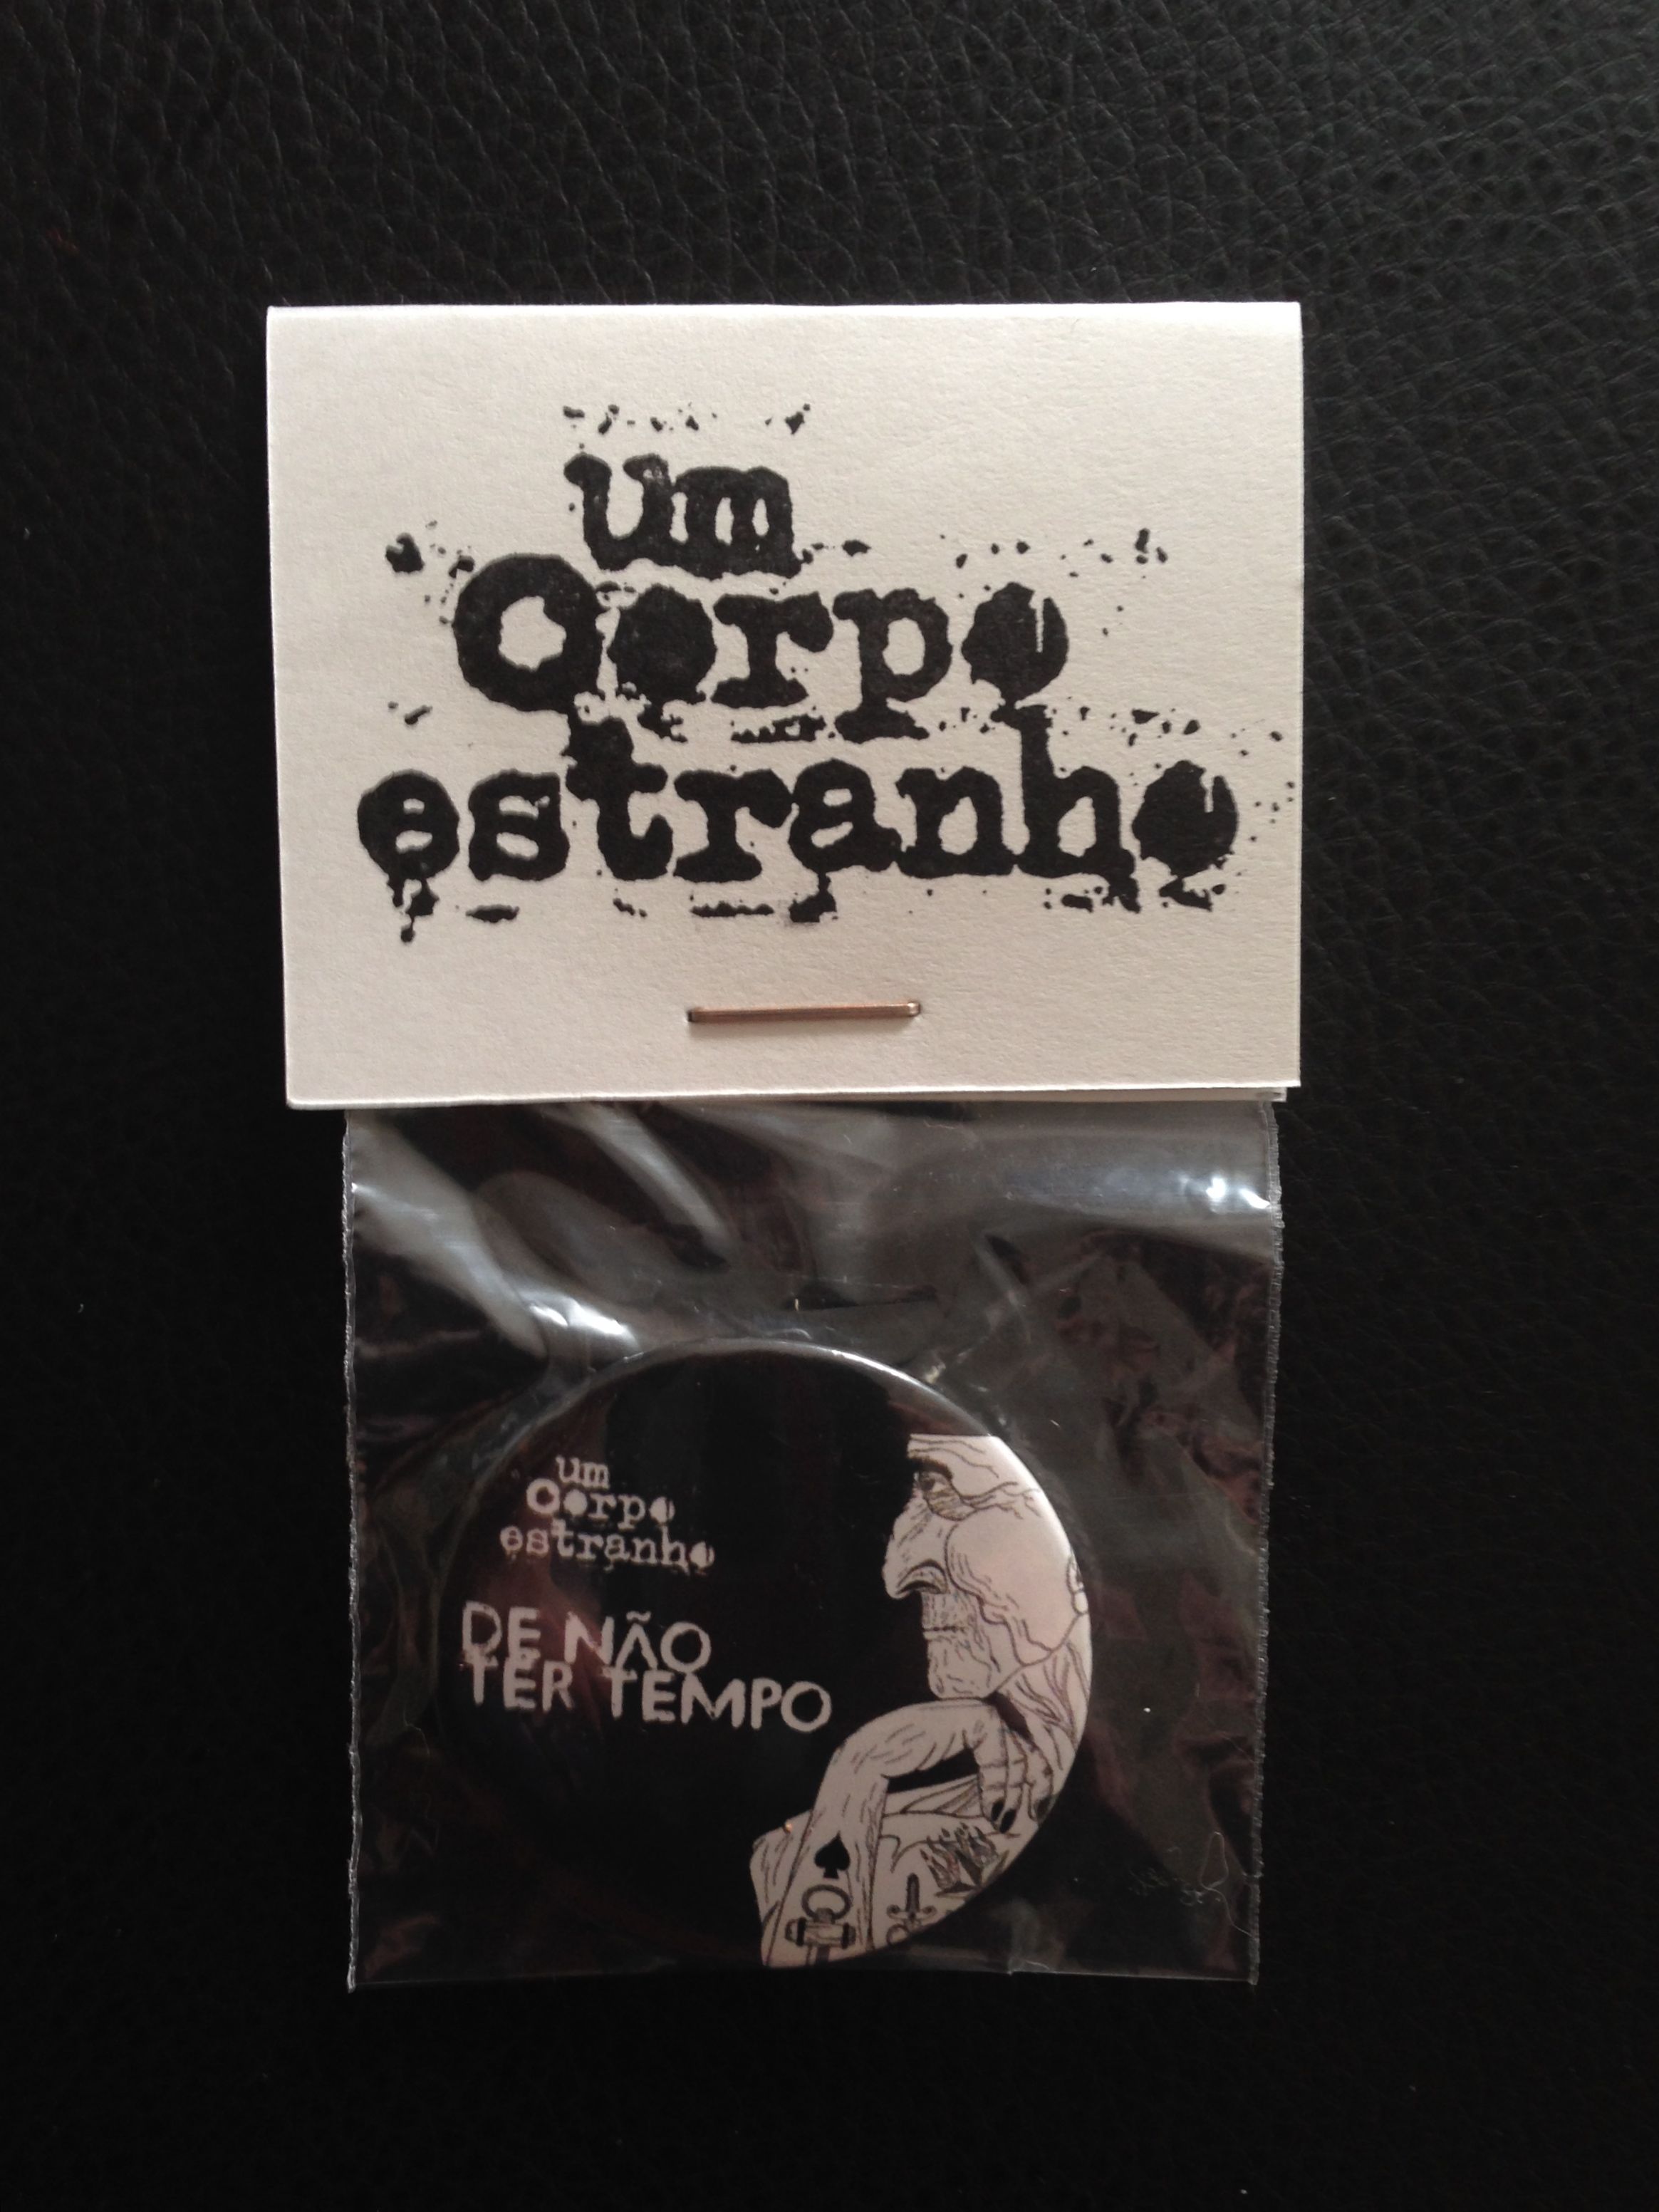 um
Corpo
estranho
um
Corpo
estranho
DE NÃO
TER TEMPO